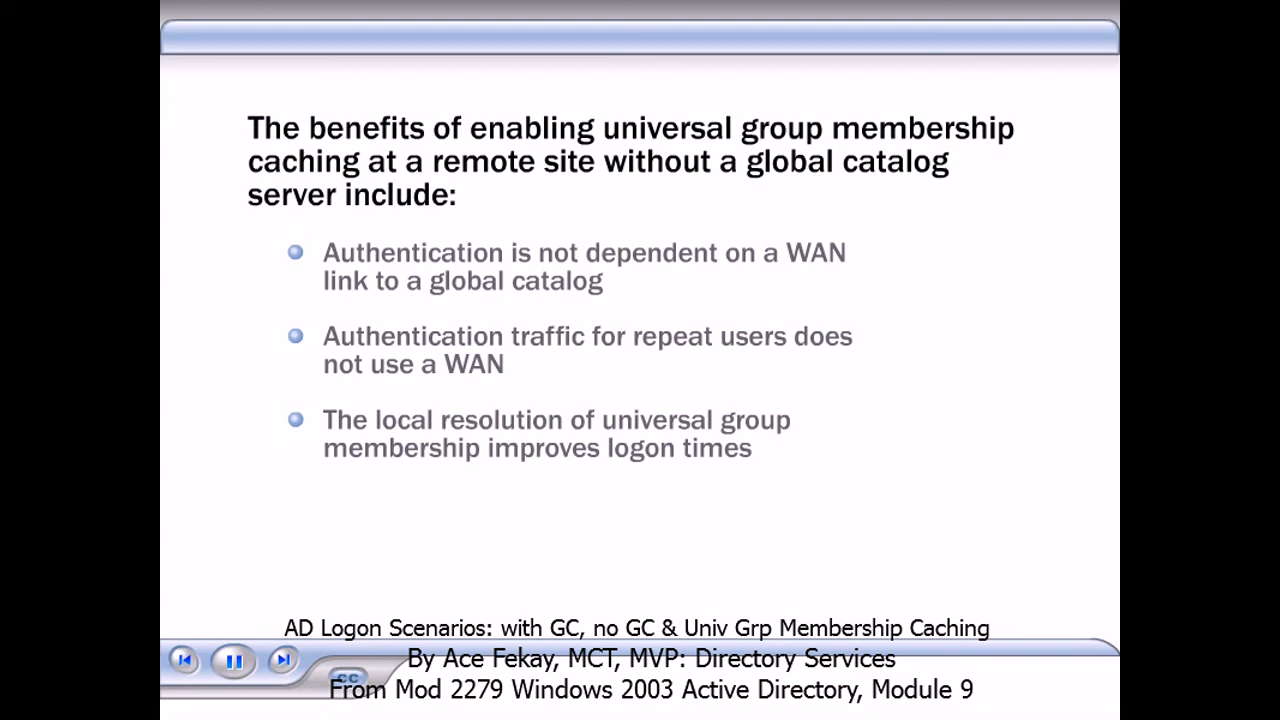 The benefits of enabling universal group membership
caching at a remote site without a global catalog
server include:
Authentication is not dependent on a WAN
link to a global catalog
Authentication traffic for repeat users does
not use a WAN
The local resolution of universal group
membership improves logon times
AD Logon Scenarios: with GC, no GC & Univ Grp Membership Caching
By Ace Fekay, MCT, MVP: Directory Services
CC
From Mod 2279 Windows 2003 Active Directory, Module 9